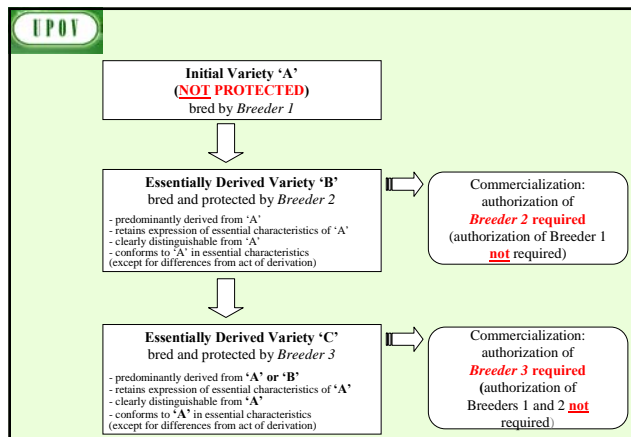 UPOV
Initial Variety ‘A’
(NOT PROTECTED)
bred by Breeder 1
Essentially Derived Variety ‘B’
bred and protected by Breeder 2
- predominantly derived from ‘A’
- retains expression of essential characteristics of ‘A’
- clearly distinguishable from ‘A’
- conforms to ‘A’ in essential characteristics
(except for differences from act of derivation)
Commercialization:
authorization of
Breeder 2 required
(authorization of Breeder 1
not required)
Essentially Derived Variety ‘C’
bred and protected by Breeder 3
- predominantly derived from ‘A’ or ‘B’
- retains expression of essential characteristics of ‘A’
- clearly distinguishable from ‘A’
- conforms to ‘A’ in essential characteristics
(except for differences from act of derivation)
Commercialization:
authorization of
Breeder 3 required
(authorization of
Breeders 1 and 2 not
required)